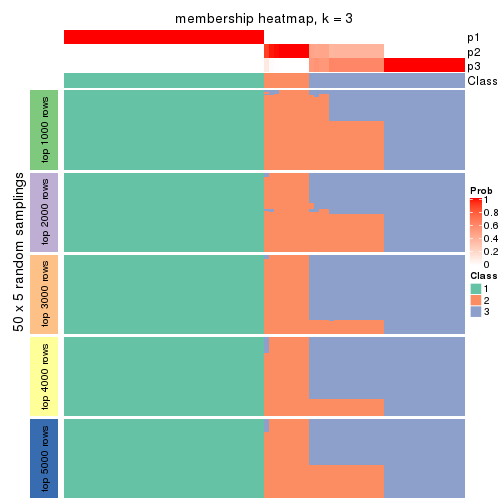 membership heatmap, k = 3
p1
p2
p3
Class
50 x 5 random samplings
top 1000 rows
top 2000 rows
top 3000 rows
top 4000 rows
top 5000 rows
Prob
1
0.8
0.6
0.4
0.2
0
Class
1
2
3